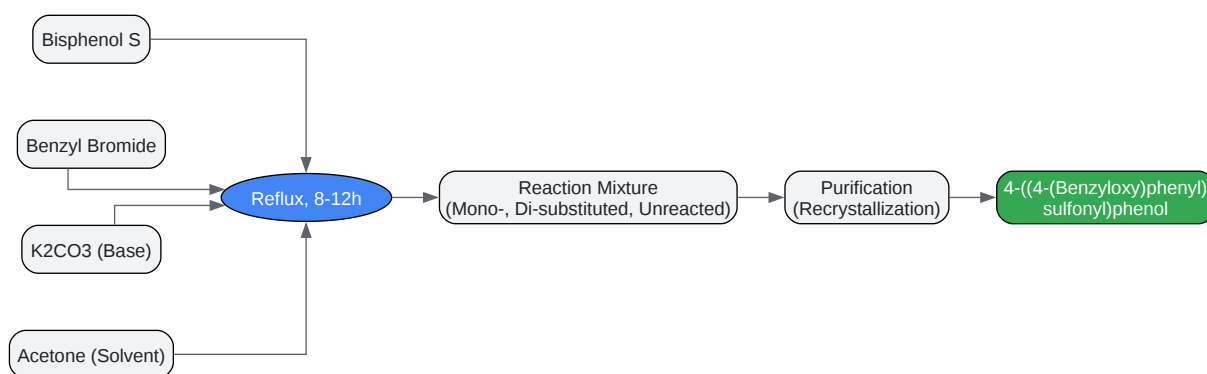 Bisphenol S
Benzyl Bromide
K2CO3 (Base)
Acetone (Solvent)
Reflux, 8-12h
Reaction Mixture
(Mono-, Di-substituted, Unreacted)
Purification
(Recrystallization)
4-((4-(Benzyloxy)phenyl)
sulfonyl)phenol